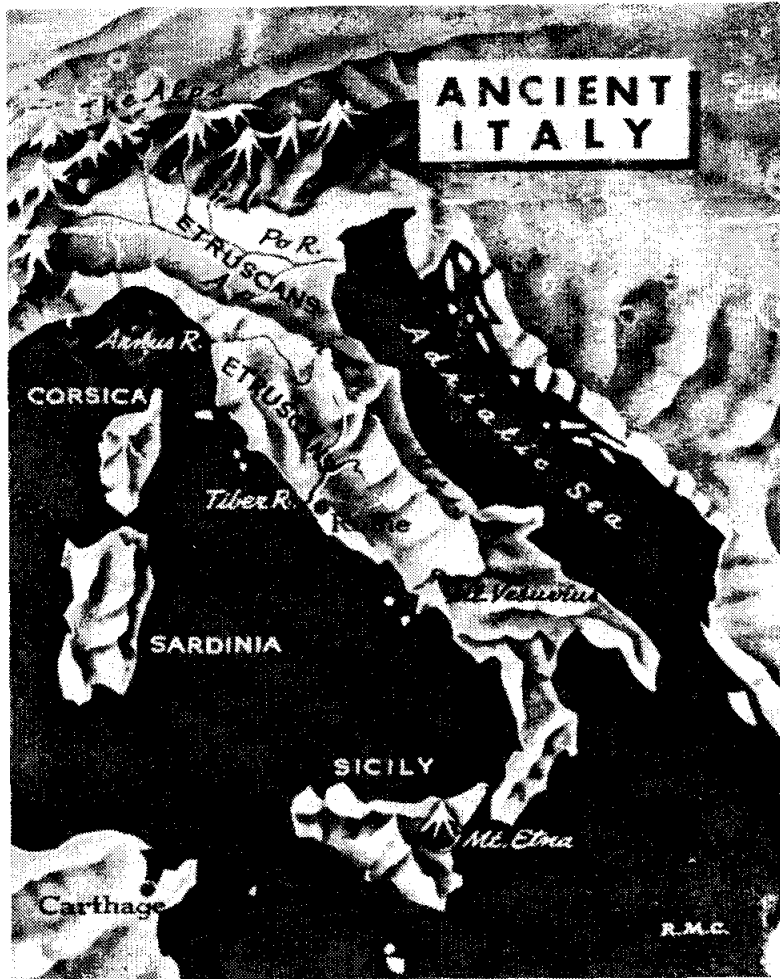 ANCIENT
ITALY
The Alps
Po R.
ETRUSCANS
Arnus R.
Adriatic Sea
CORSICA
Tiber R.
Rome
Mt. Vesuvius
SARDINIA
SICILY
Mt. Etna
Carthage
R.M.C.